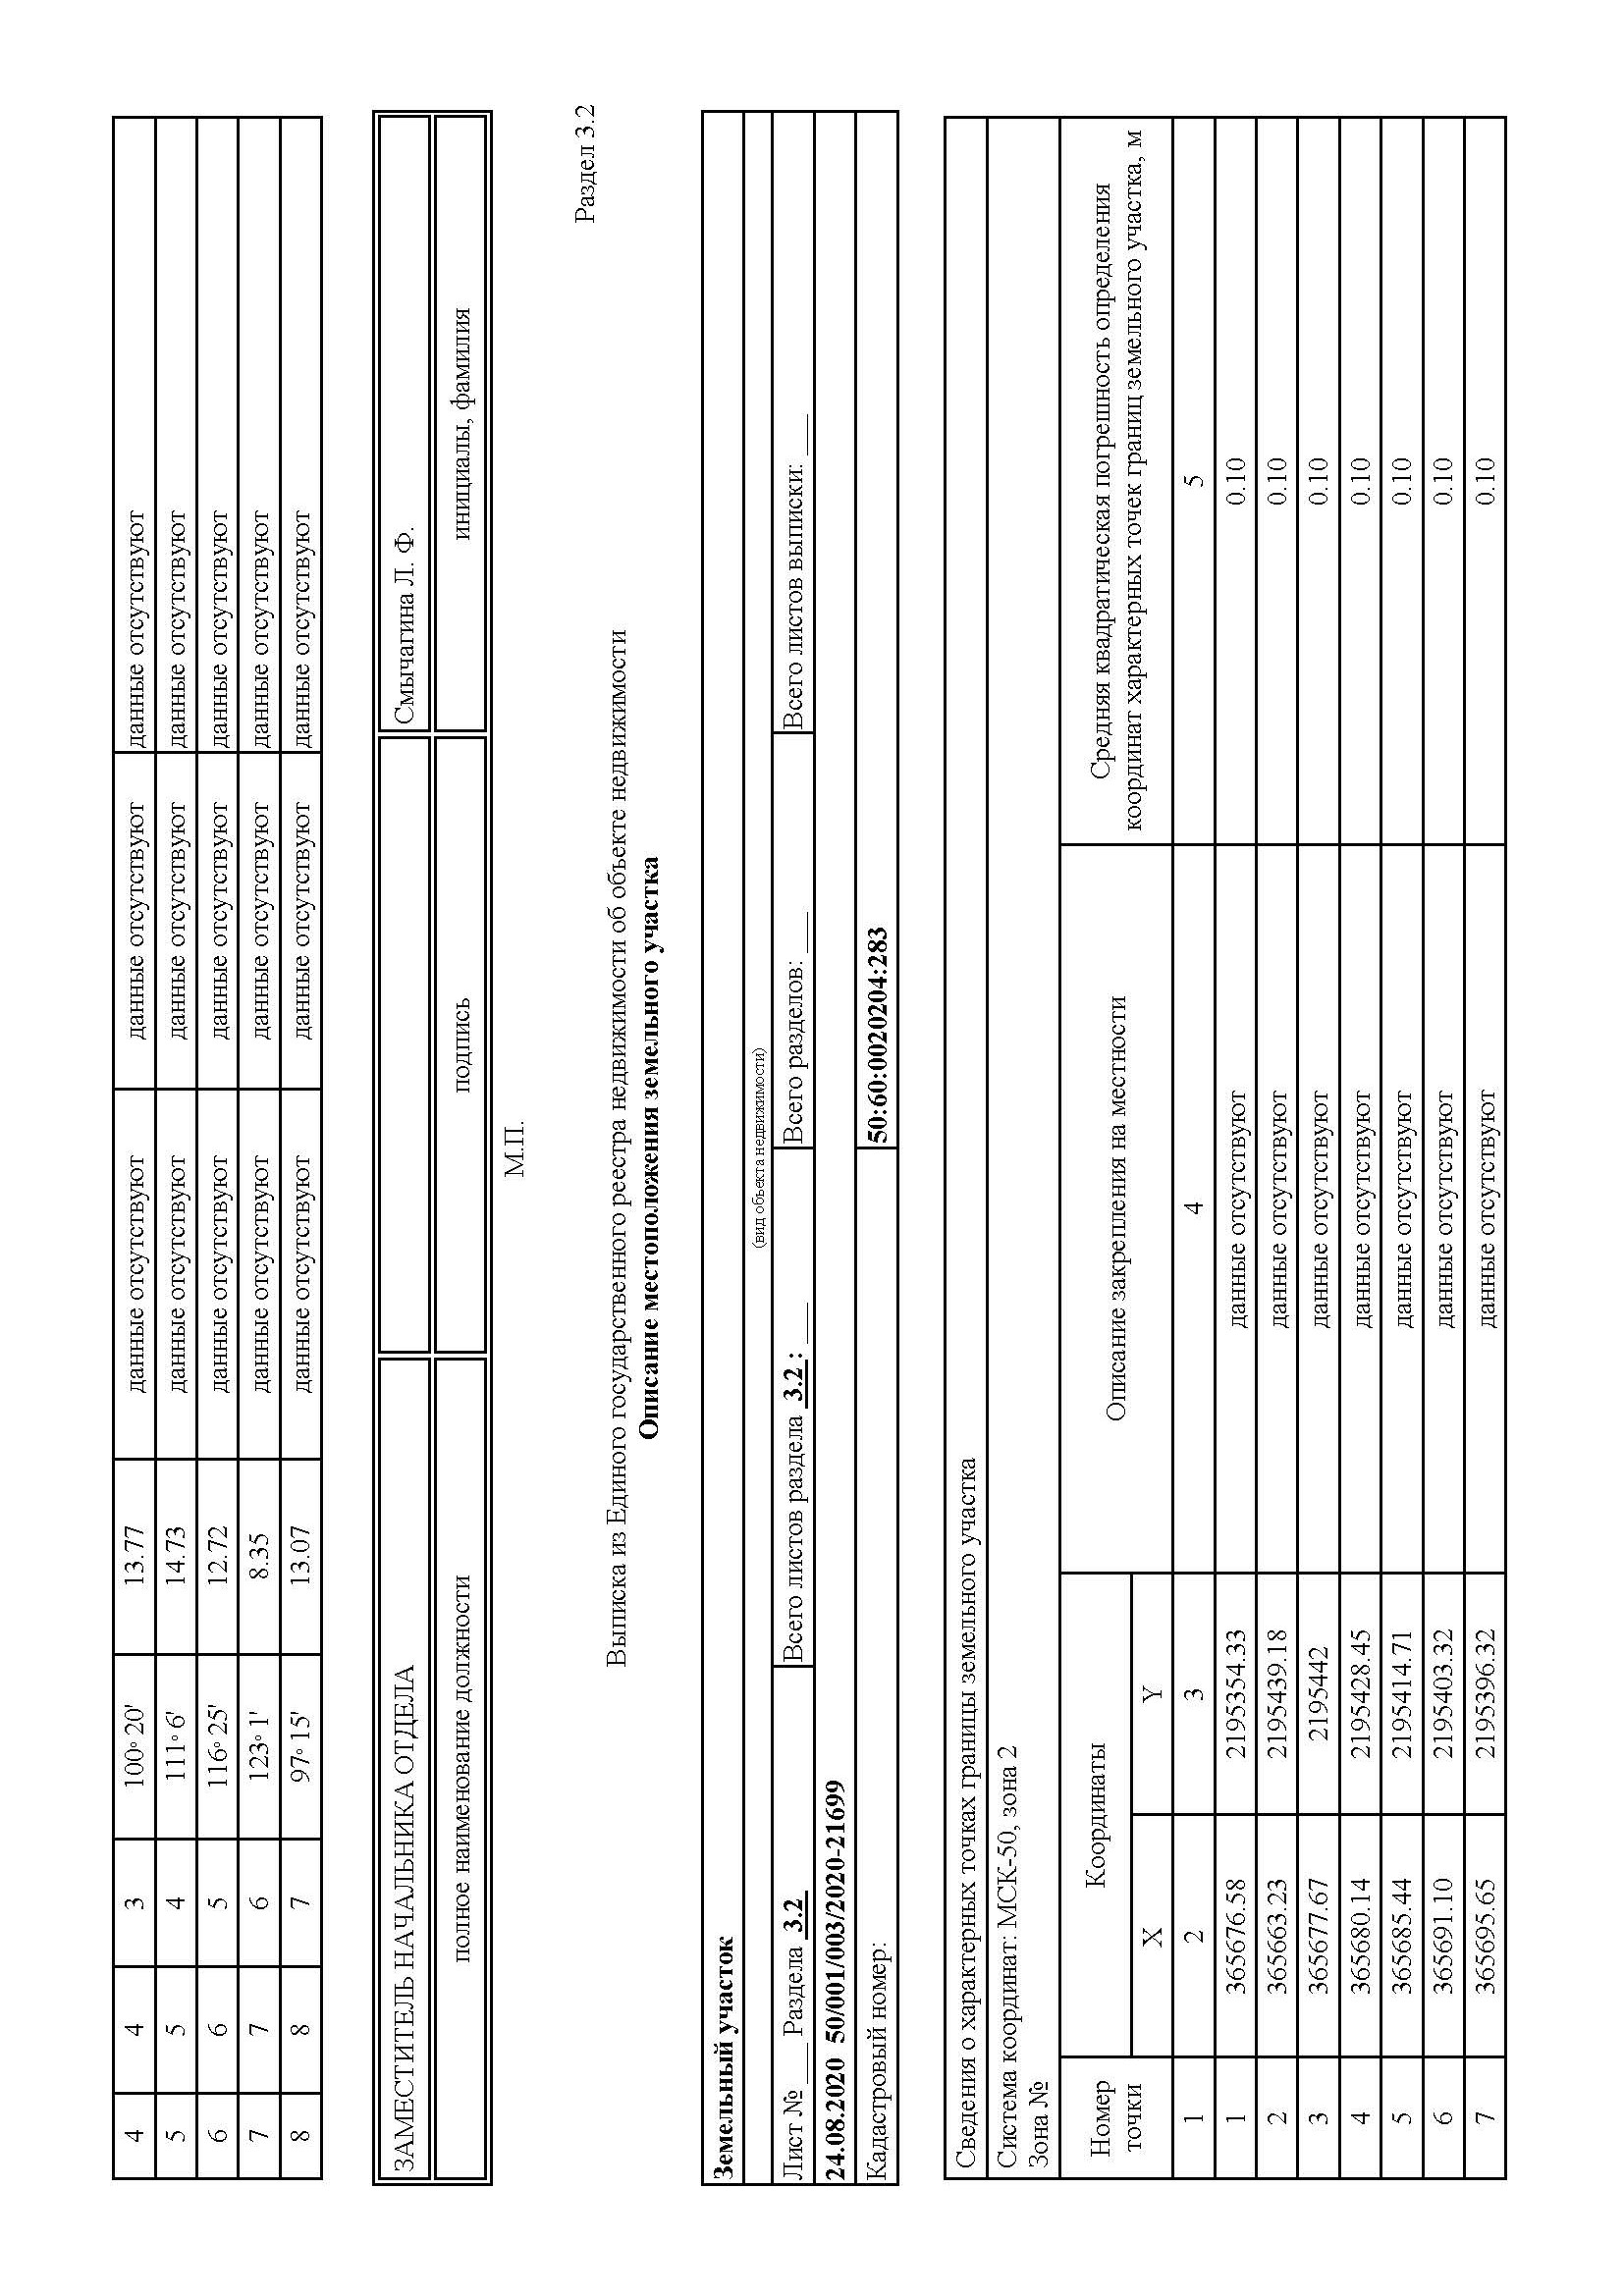 4 4 3 100° 20' 13.77 данные отсутствуют данные отсутствуют данные отсутствуют
5 5 4 111° 6' 14.73 данные отсутствуют данные отсутствуют данные отсутствуют
6 6 5 116° 25' 12.72 данные отсутствуют данные отсутствуют данные отсутствуют
7 7 6 123° 1' 8.35 данные отсутствуют данные отсутствуют данные отсутствуют
8 8 7 97° 15' 13.07 данные отсутствуют данные отсутствуют данные отсутствуют
ЗАМЕСТИТЕЛЬ НАЧАЛЬНИКА ОТДЕЛА Смычагина Л. Ф.
полное наименование должности подпись инициалы, фамилия
М.П.
Раздел 3.2
Выписка из Единого государственного реестра недвижимости об объекте недвижимости
Описание местоположения земельного участка
Земельный участок
(вид объекта недвижимости)
Лист № ___ Раздела 3.2 Всего листов раздела 3.2 : ___ Всего разделов: ___ Всего листов выписки: ___
24.08.2020 50/001/003/2020-21699
Кадастровый номер: 50:60:0020204:283
Сведения о характерных точках границы земельного участка
Система координат: МСК-50, зона 2
Зона №
Номер точки Координаты Описание закрепления на местности Средняя квадратическая погрешность определения
координат характерных точек границ земельного участка, м
X Y
1 2 3 4 5
1 365676.58 2195354.33 данные отсутствуют 0.10
2 365663.23 2195439.18 данные отсутствуют 0.10
3 365677.67 2195442 данные отсутствуют 0.10
4 365680.14 2195428.45 данные отсутствуют 0.10
5 365685.44 2195414.71 данные отсутствуют 0.10
6 365691.10 2195403.32 данные отсутствуют 0.10
7 365695.65 2195396.32 данные отсутствуют 0.10